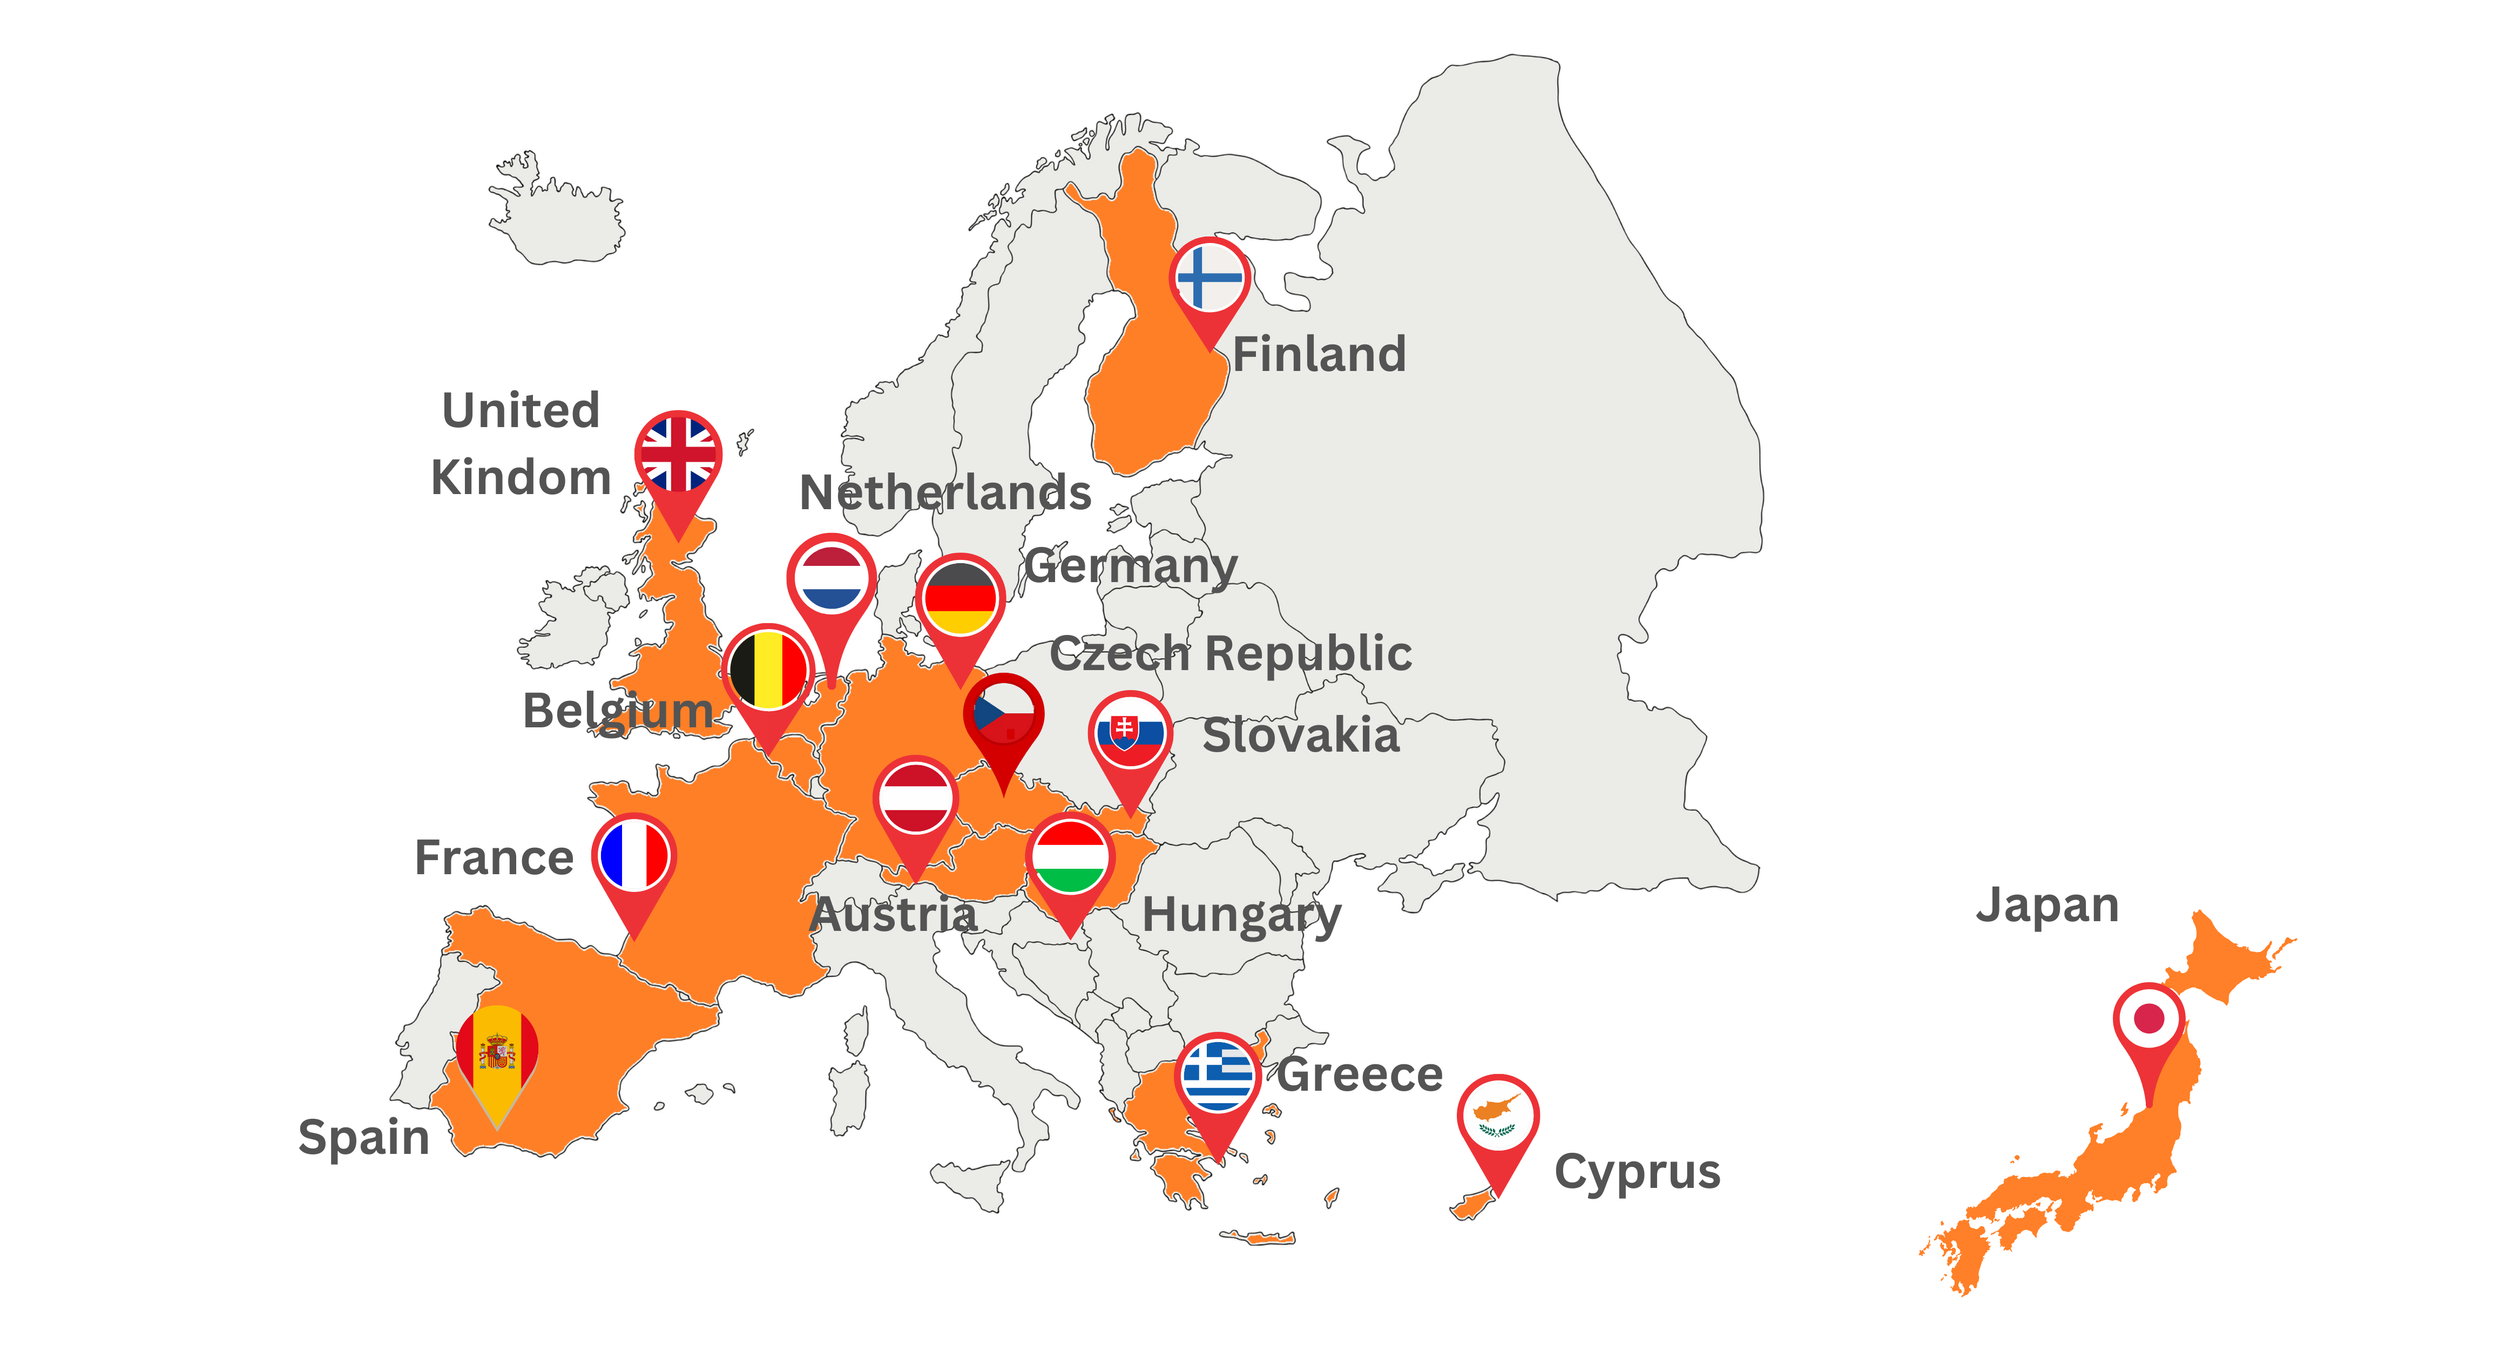 Finland
United
Kindom
Netherlands
Germany
Czech Republic
Belgium
Slovakia
France
Japan
Austria
Hungary
Greece
Spain
Cyprus